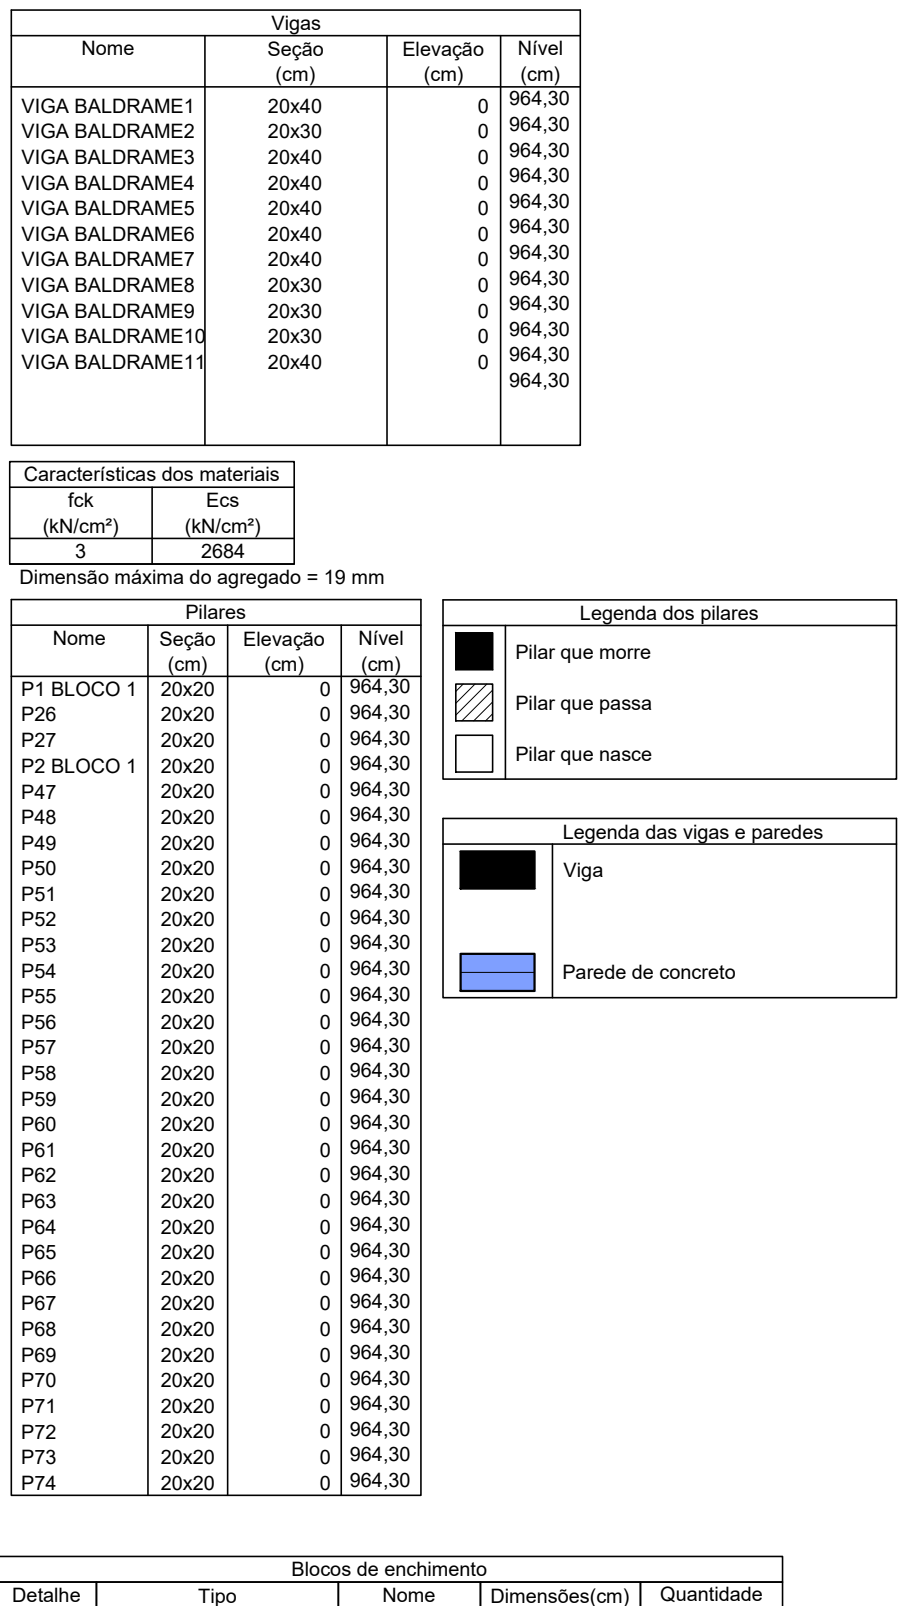 Vigas
Nome Seção Elevação Nível
(cm) (cm) (cm)
VIGA BALDRAME1 20x40 0 964,30
VIGA BALDRAME2 20x30 0 964,30
VIGA BALDRAME3 20x40 0 964,30
VIGA BALDRAME4 20x40 0 964,30
VIGA BALDRAME5 20x40 0 964,30
VIGA BALDRAME6 20x40 0 964,30
VIGA BALDRAME7 20x40 0 964,30
VIGA BALDRAME8 20x30 0 964,30
VIGA BALDRAME9 20x30 0 964,30
VIGA BALDRAME10 20x30 0 964,30
VIGA BALDRAME11 20x40 0 964,30
964,30
Características dos materiais
fck Ecs
(kN/cm²) (kN/cm²)
3 2684
Dimensão máxima do agregado = 19 mm
Pilares
Nome Seção Elevação Nível
(cm) (cm) (cm)
P1 BLOCO 1 20x20 0 964,30
P26 20x20 0 964,30
P27 20x20 0 964,30
P2 BLOCO 1 20x20 0 964,30
P47 20x20 0 964,30
P48 20x20 0 964,30
P49 20x20 0 964,30
P50 20x20 0 964,30
P51 20x20 0 964,30
P52 20x20 0 964,30
P53 20x20 0 964,30
P54 20x20 0 964,30
P55 20x20 0 964,30
P56 20x20 0 964,30
P57 20x20 0 964,30
P58 20x20 0 964,30
P59 20x20 0 964,30
P60 20x20 0 964,30
P61 20x20 0 964,30
P62 20x20 0 964,30
P63 20x20 0 964,30
P64 20x20 0 964,30
P65 20x20 0 964,30
P66 20x20 0 964,30
P67 20x20 0 964,30
P68 20x20 0 964,30
P69 20x20 0 964,30
P70 20x20 0 964,30
P71 20x20 0 964,30
P72 20x20 0 964,30
P73 20x20 0 964,30
P74 20x20 0 964,30
Legenda dos pilares
Pilar que morre
Pilar que passa
Pilar que nasce
Legenda das vigas e paredes
Viga
Parede de concreto
Blocos de enchimento
Detalhe Tipo Nome Dimensões(cm) Quantidade